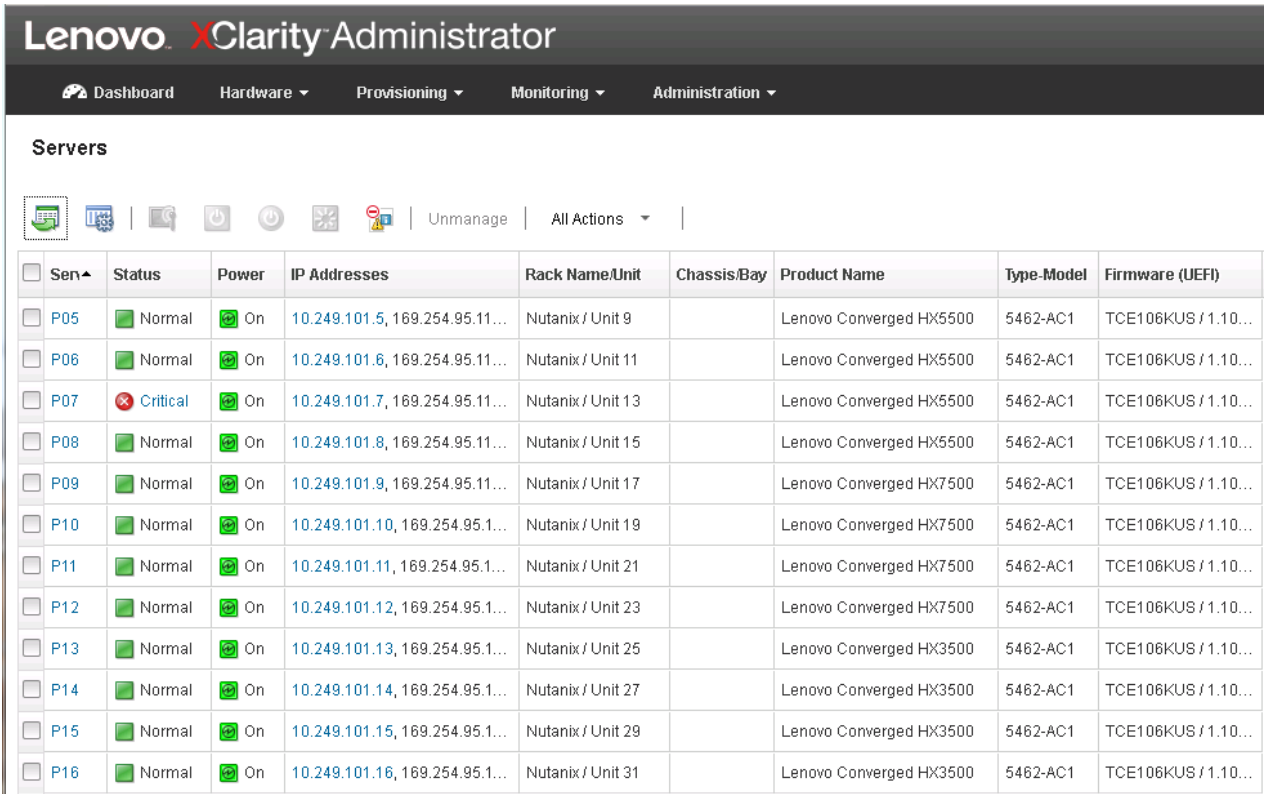 Lenovo. XClarity™ Administrator
Dashboard Hardware Provisioning Monitoring Administration
Servers
Unmanage All Actions
Serv Status Power IP Addresses Rack Name/Unit Chassis/Bay Product Name Type-Model Firmware (UEFI)
P05 Normal On 10.249.101.5, 169.254.95.11... Nutanix / Unit 9 Lenovo Converged HX5500 5462-AC1 TCE106KUS / 1.10...
P06 Normal On 10.249.101.6, 169.254.95.11... Nutanix / Unit 11 Lenovo Converged HX5500 5462-AC1 TCE106KUS / 1.10...
P07 Critical On 10.249.101.7, 169.254.95.11... Nutanix / Unit 13 Lenovo Converged HX5500 5462-AC1 TCE106KUS / 1.10...
P08 Normal On 10.249.101.8, 169.254.95.11... Nutanix / Unit 15 Lenovo Converged HX5500 5462-AC1 TCE106KUS / 1.10...
P09 Normal On 10.249.101.9, 169.254.95.11... Nutanix / Unit 17 Lenovo Converged HX7500 5462-AC1 TCE106KUS / 1.10...
P10 Normal On 10.249.101.10, 169.254.95.1... Nutanix / Unit 19 Lenovo Converged HX7500 5462-AC1 TCE106KUS / 1.10...
P11 Normal On 10.249.101.11, 169.254.95.1... Nutanix / Unit 21 Lenovo Converged HX7500 5462-AC1 TCE106KUS / 1.10...
P12 Normal On 10.249.101.12, 169.254.95.1... Nutanix / Unit 23 Lenovo Converged HX7500 5462-AC1 TCE106KUS / 1.10...
P13 Normal On 10.249.101.13, 169.254.95.1... Nutanix / Unit 25 Lenovo Converged HX3500 5462-AC1 TCE106KUS / 1.10...
P14 Normal On 10.249.101.14, 169.254.95.1... Nutanix / Unit 27 Lenovo Converged HX3500 5462-AC1 TCE106KUS / 1.10...
P15 Normal On 10.249.101.15, 169.254.95.1... Nutanix / Unit 29 Lenovo Converged HX3500 5462-AC1 TCE106KUS / 1.10...
P16 Normal On 10.249.101.16, 169.254.95.1... Nutanix / Unit 31 Lenovo Converged HX3500 5462-AC1 TCE106KUS / 1.10...